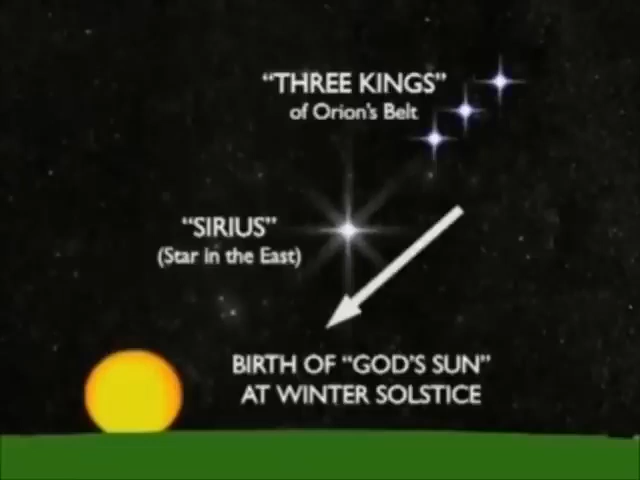 “THREE KINGS”
of Orion’s Belt
“SIRIUS”
(Star in the East)
BIRTH OF “GOD’S SUN”
AT WINTER SOLSTICE